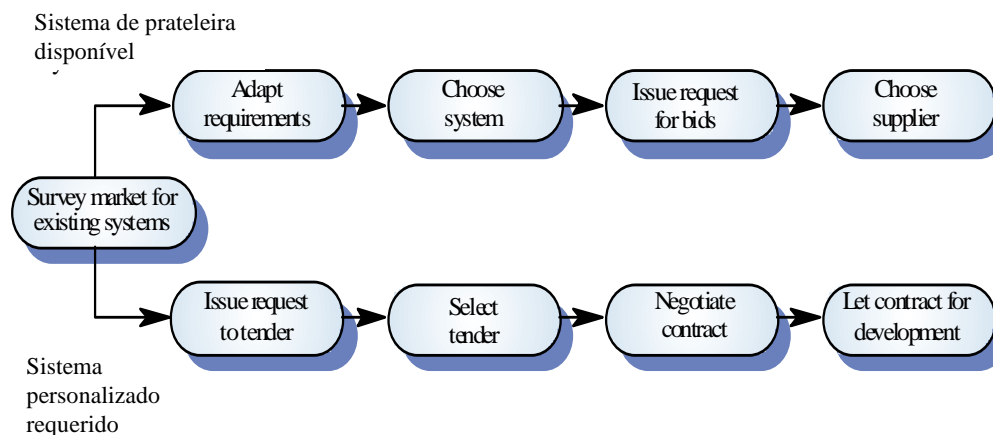 Sistema de prateleira
disponível
Adapt
requirements
Choose
system
Issue request
for bids
Choose
supplier
Survey market for
existing systems
Issue request
to tender
Select
tender
Negotiate
contract
Let contract for
development
Sistema
personalizado
requerido